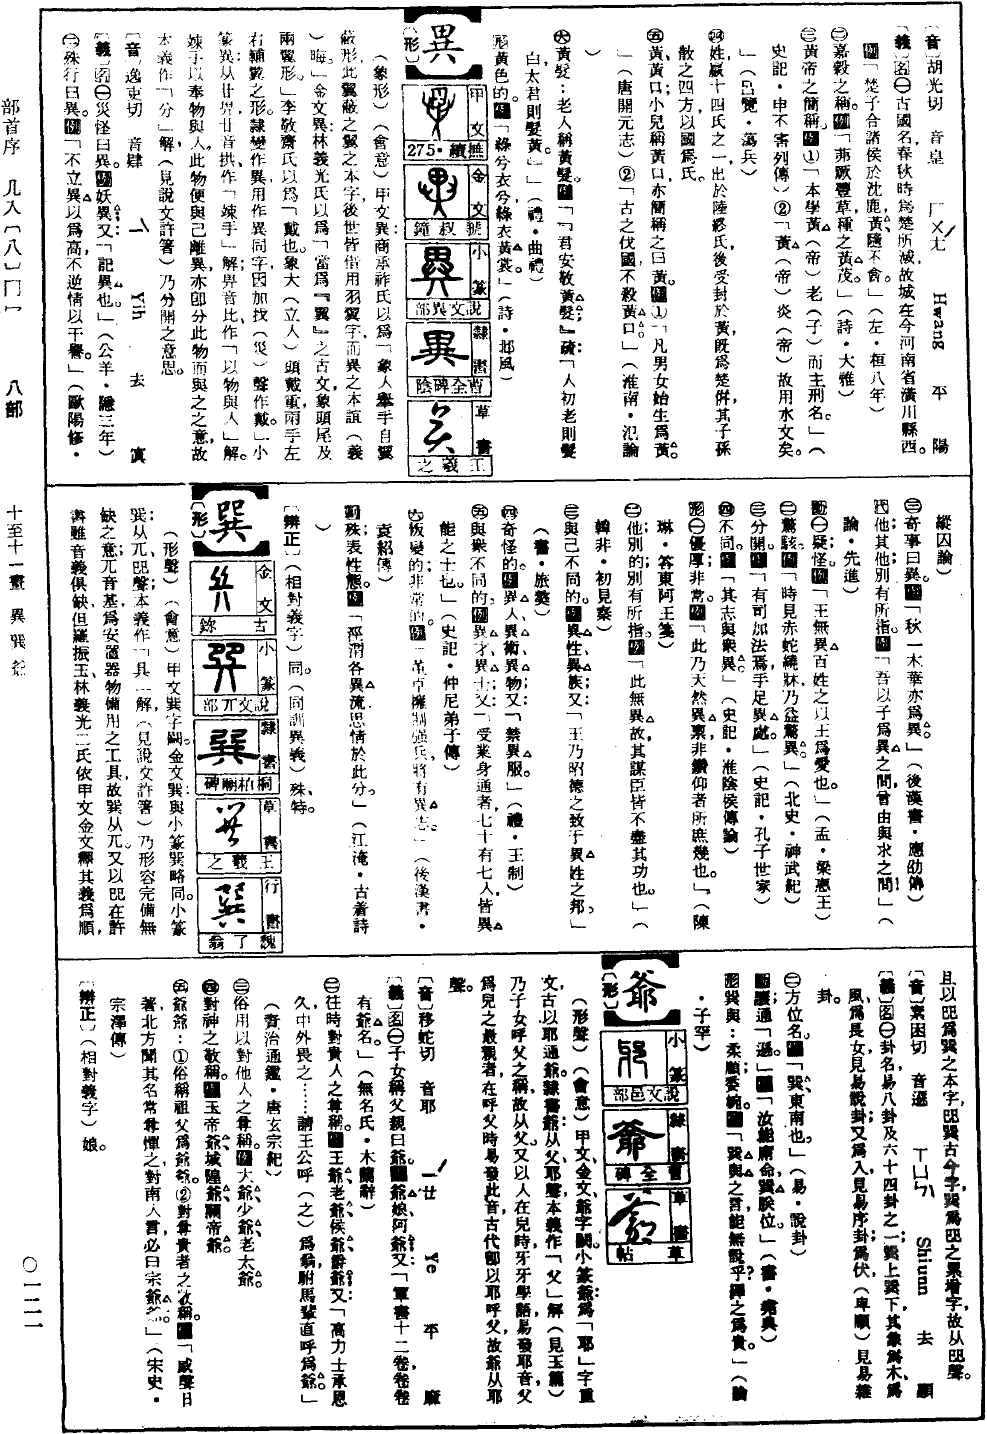 〔音〕胡光切　音皇　ㄏㄨㄤˊ　Hwang　平　陽
〔義〕名㊀古國名，春秋時爲楚所滅，故城在今河南省潢川縣西。
例「楚子合諸侯於沈鹿，黃隨不會。」（左・桓八年）
㊁嘉穀之稱。例「茀厥豐草，種之黃茂。」（詩・大雅）
㊂黃帝之簡稱。例①「本學黃（帝）老（子）而主刑名。」（
史記・申不害列傳）②「黃（帝）炎（帝）故用水火矣。
」（呂覽・蕩兵）
㊃姓，嬴十四氏之一，出於陸終氏，後受封於黃，旣爲楚併，其子孫
散之四方，以國爲氏。
㊄黃口，小兒稱黃口，亦簡稱之曰黃。例①「凡男女始生爲黃。
」（唐開元志）②「古之伐國，不殺黃口。」（淮南・氾論
）
㊅黃髮：老人稱黃髮。例「『君安敢黃髮』疏：『人初老則髮
白，太君則髮黃』」（禮・曲禮）
形黃色的。例「綠兮衣兮，綠衣黃裳。」（詩・邶風）
【異】
〔形〕
甲文　續・275
金文　虢叔鐘
小篆　說文異部
隸書　曹全碑陰
草書　王羲之
（象形）（會意）甲文異，商承祚氏以爲「象人舉手自翼
蔽形，此翼蔽之翼之本字，後世皆借用羽翼字，而異之本誼（義
）晦。」金文異，林義光氏以爲「當爲『翼』之古文，象頭尾及
兩翼形。」李敬齋氏以爲「戴也，象大（立人）頭戴甾，兩手左
右輔翼之形。隸變作異，用作異同字，因加𢦏（災）聲作戴。」小
篆異从廾畀，廾音拱，作「竦手」解，畀音比，作「以物與人」解。
竦手以奉物與人，此物便與己離異，亦卽分此物而與之之意，故
本義作「分」解（見說文許箸），乃分開之意思。
〔音〕逸吏切　音肄　ㄧˋ　Yih　去　寘
〔義〕名㊀災怪曰異。例妖異；又「記異也。」（公羊・隱三年）
㊁殊行曰異。例「不立異以爲高，不逆情以干譽。」（歐陽修・
縱囚論）
㊂奇事曰異。例「秋一木華亦爲異。」（後漢書・應劭傳）
代他；其他；別有所指。例「吾以子爲異之問，曾由與求之問！」（
論・先進）
動㊀疑怪。例「王無異百姓之以王爲愛也。」（孟・梁惠王）
㊁驚駭。例「時見赤蛇繞牀，乃益驚異。」（北史・神武紀）
㊂分開。例「有司加法焉，手足異處。」（史記・孔子世家）
㊃不同。例「其志與衆異。」（史記・淮陰侯傳論）
形㊀優厚；非常。例「此乃天然異稟，非鑽仰者所庶幾也。」（陳
琳・答東阿王箋）
㊁他；別的；別有所指。例「此無異故，其謀臣皆不盡其功也。」（
韓非・初見秦）
㊂與己不同的。例異性，異族；又「王乃昭德之致于異姓之邦。」
（書・旅獒）
㊃奇怪的。例異人，異術，異物；又「禁異服。」（禮・王制）
㊄與衆不同的。例異才，異士；又「受業身通者七十有七人，皆異
能之士也。」（史記・仲尼弟子傳）
㊅叛變的；非常的。例「董卓擁制強兵，將有異志。」（後漢書・
袁紹傳）
副殊，表性態。例「涇渭各異流，思情於此分。」（江淹・古著詩
）
〔辨正〕（相對義字）同。（同訓異義）殊，特。
【巽】
〔形〕
金文　古鉥
小篆　說文丌部
隸書　桐柏廟碑
草書　王羲之
行書　魏了翁
（形聲）（會意）甲文巽字闕。金文巽與小篆巽略同。小篆
巽从丌，𢀳聲，本義作「具」解（見說文許箸），乃形容完備無
缺之意；丌音基，爲安置器物備用之工具，故巽从丌。又以𢀳在許
書雖音義俱缺，但羅振玉、林義光二氏依甲文金文釋其義爲順，
且以𢀳爲巽之本字，𢀳巽古今字，巽爲𢀳之累增字，故从𢀳聲。
〔音〕素困切　音遜　ㄒㄩㄣˋ　Shiunn　去　願
〔義〕名㊀卦名，易八卦及六十四卦之一，巽上巽下，其象爲木，爲
風，爲長女，見易說卦；又爲入，見易序卦；爲伏（卑順），見易雜
卦。
㊁方位名。例「巽，東南也。」（易・說卦）
動讓，通「遜」。例「汝能庸命，巽朕位。」（書・堯典）
形巽與：柔順委婉。例「巽與之言，能無說乎？繹之爲貴。」（論
・子罕）
【爺】
〔形〕
小篆　說文邑部
隸書　曹全碑
草書　草帖
（形聲）（會意）甲文、金文爺字闕。小篆爺爲「耶」字重
文，古以耶通爺。隸書爺从父，耶聲，本義作「父」解（見玉篇），
乃子女呼父之稱，故从父。又以人在兒時，牙牙學語，易發耶音，父
爲兒之最親者，在呼父時易發此音，古代卽以耶呼父，故爺从耶
聲。
〔音〕移蛇切　音耶　ㄧㄝˊ　Ye　平　麻
〔義〕名㊀子女稱父親曰爺。例爺娘，阿爺；又「軍書十二卷，卷卷
有爺名。」（無名氏・木蘭辭）
㊁往時對貴人之尊稱。例王爺，老爺，侯爺，爵爺；又「高力士承恩
久，中外畏之……諸王公呼（之）爲翁，駙馬輩直呼爲爺。」
（資治通鑑・唐玄宗紀）
㊂俗用以對他人之尊稱。例大爺，少爺，老太爺。
㊃對神之敬稱。例玉帝爺，城隍爺，關帝爺。
㊄爺爺：①俗稱祖父爲爺爺。②對尊貴者之敬稱。例「威聲日
著，北方聞其名，常尊憚之，對南人言，必曰宗爺爺。」（宋史・
宗澤傳）
〔辨正〕（相對義字）娘。
部首序　几入〔八〕冂冖　八部　十至十一畫　異巽爺　〇一二一